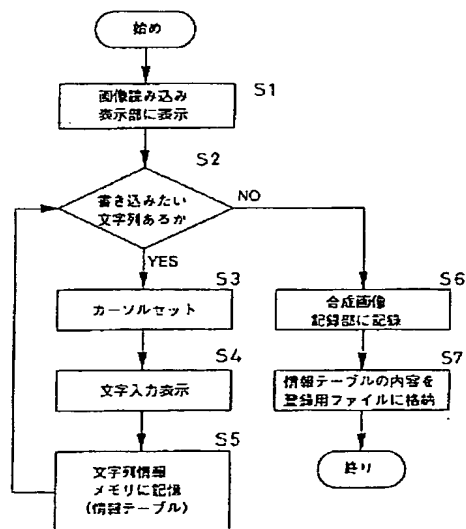 始め
S1
画像読み込み
表示部に表示
S2
書き込みたい
文字列あるか
NO
YES
S3
カーソルセット
S4
文字入力表示
S5
文字列情報
メモリに記憶
(情報テーブル)
S6
合成画像
記録部に記録
S7
情報テーブルの内容を
登録用ファイルに格納
終り